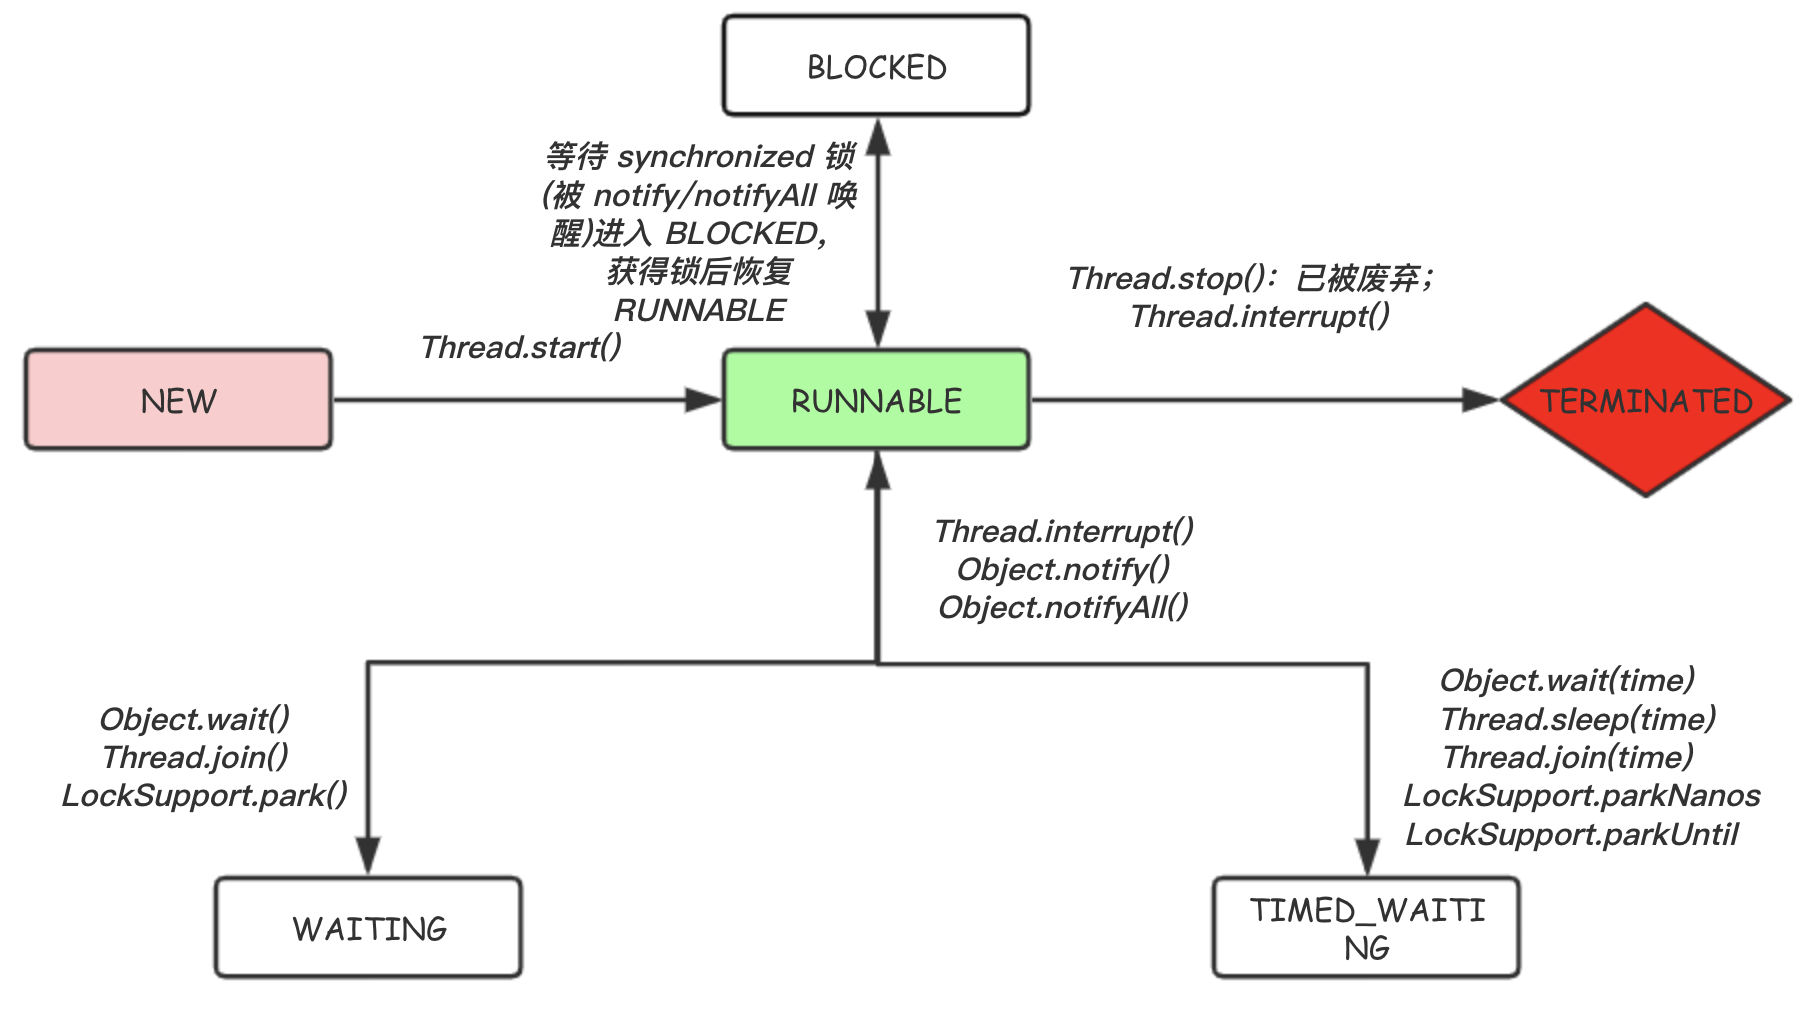 BLOCKED
等待 synchronized 锁
(被 notify/notifyAll 唤
醒)进入 BLOCKED，
获得锁后恢复
RUNNABLE
Thread.stop()：已被废弃；
Thread.interrupt()
Thread.start()
NEW
RUNNABLE
TERMINATED
Thread.interrupt()
Object.notify()
Object.notifyAll()
Object.wait()
Thread.join()
LockSupport.park()
Object.wait(time)
Thread.sleep(time)
Thread.join(time)
LockSupport.parkNanos
LockSupport.parkUntil
WAITING
TIMED_WAITI
NG